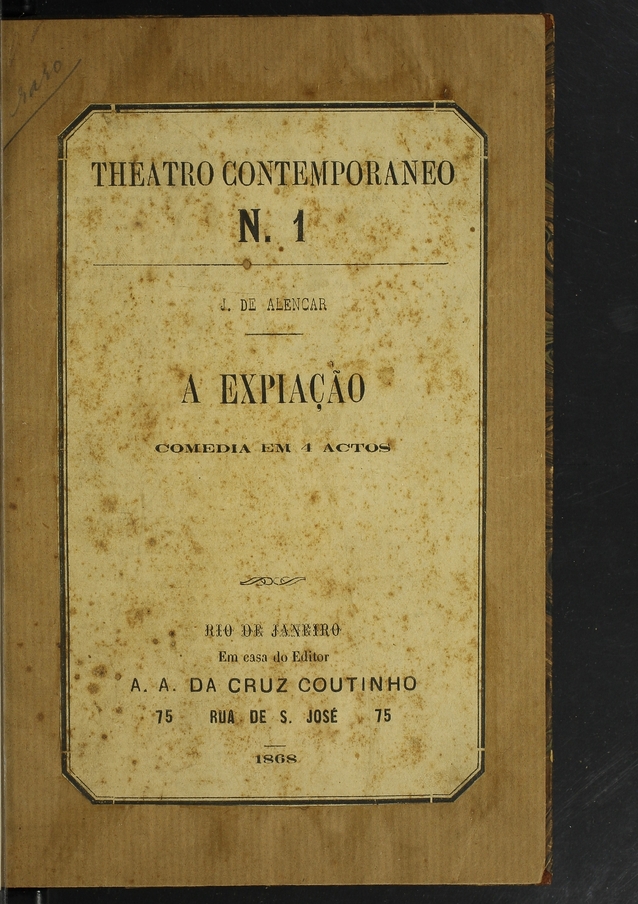 raro
THEATRO CONTEMPORANEO
N. 1
J. DE ALENCAR
A EXPIAÇÃO
COMEDIA EM 4 ACTOS
RIO DE JANEIRO
Em casa do Editor
A. A. DA CRUZ COUTINHO
75 RUA DE S. JOSÉ 75
1868